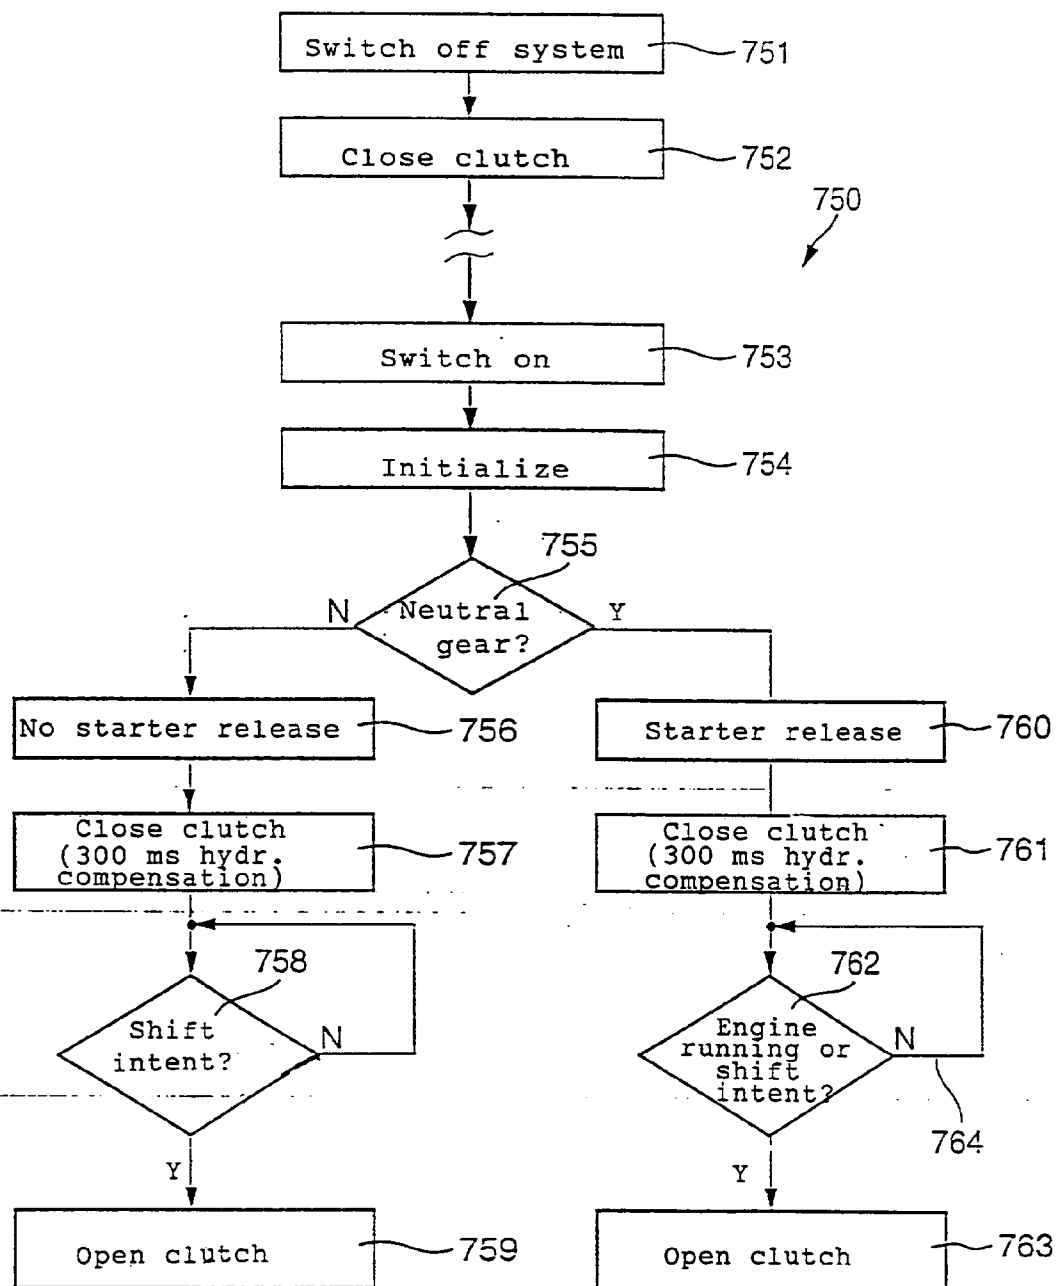 Switch off system
751
Close clutch
752
750
Switch on
753
Initialize
754
755
N
Neutral
gear?
Y
No starter release
756
Starter release
760
Close clutch
(300 ms hydr.
compensation)
757
Close clutch
(300 ms hydr.
compensation)
761
758
Shift
intent?
N
762
Engine
running or
shift
intent?
N
764
Y
Y
Open clutch
759
Open clutch
763